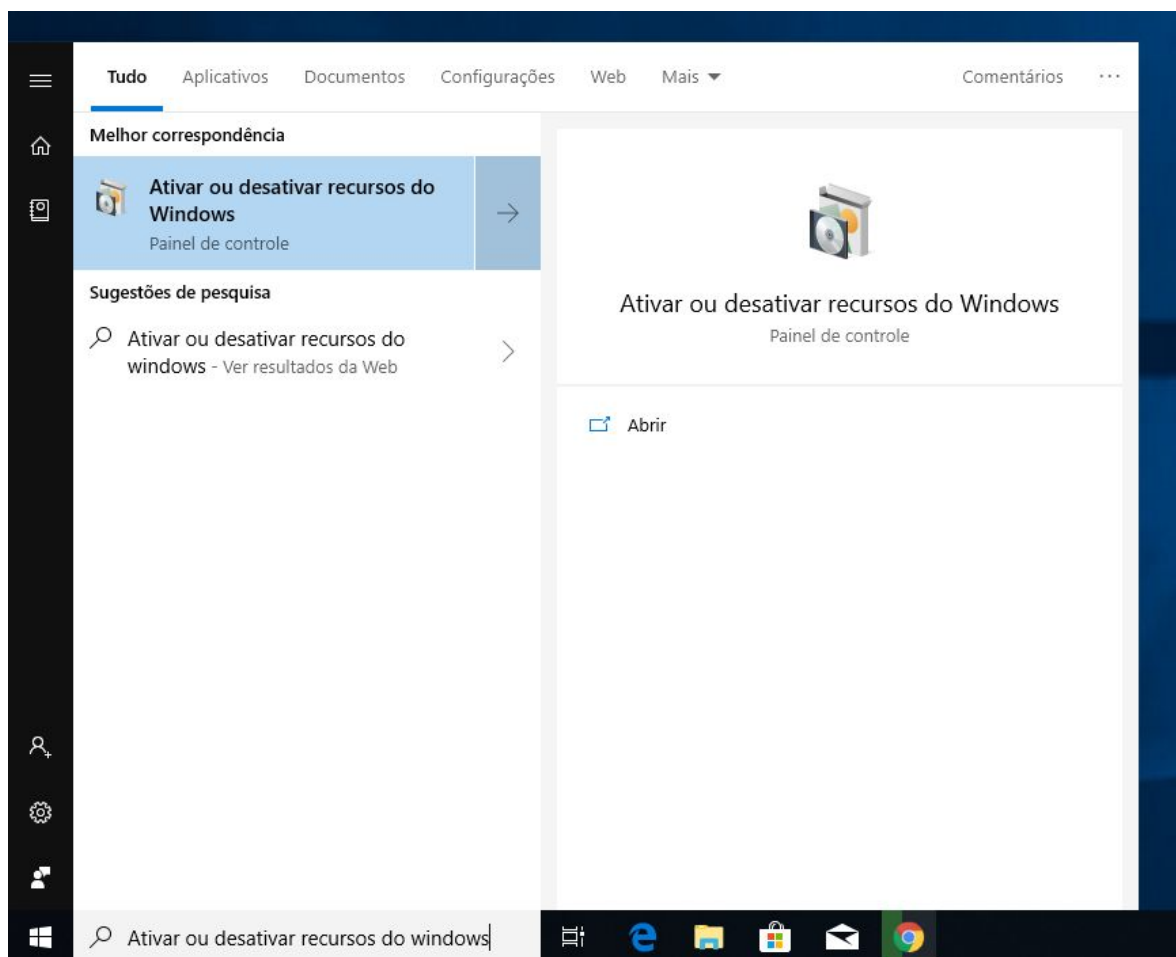 Tudo Aplicativos Documentos Configurações Web Mais Comentários ···
Melhor correspondência
Ativar ou desativar recursos do
Windows
Painel de controle
Sugestões de pesquisa
Ativar ou desativar recursos do
windows - Ver resultados da Web
Ativar ou desativar recursos do Windows
Painel de controle
Abrir
Ativar ou desativar recursos do windows